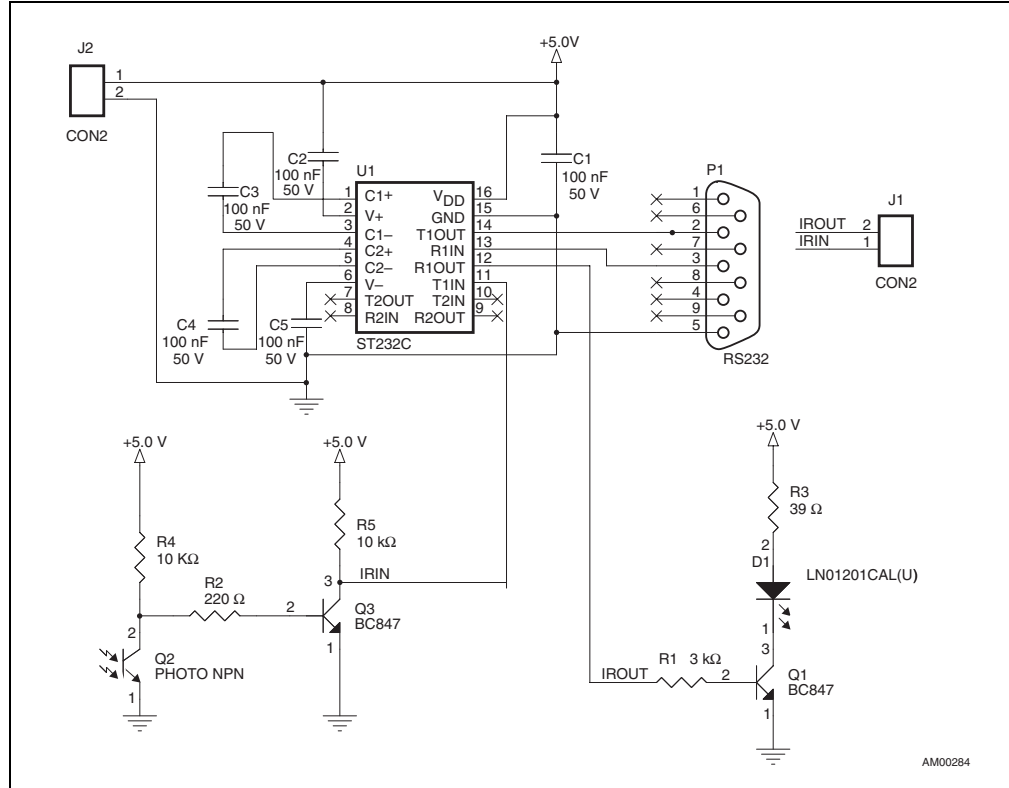 J2
1
2
CON2
+5.0V
C2
100 nF
50 V
C3
100 nF
50 V
C4
100 nF
50 V
C5
100 nF
50 V
C1
100 nF
50 V
U1
1 C1+ VDD 16
2 V+ GND 15
3 C1– T1OUT 14
4 C2+ R1IN 13
5 C2– R1OUT 12
6 V– T1IN 11
7 T2OUT T2IN 10
8 R2IN R2OUT 9
ST232C
P1
1
6
2
7
3
8
4
9
5
RS232
J1
IROUT 2
IRIN 1
CON2
+5.0 V
R4
10 KΩ
R2
220 Ω
2
Q2
PHOTO NPN
1
+5.0 V
R5
10 kΩ
3
IRIN
2
Q3
BC847
1
+5.0 V
R3
39 Ω
2
D1
LN01201CAL(U)
1
3
IROUT
R1 3 kΩ
2
Q1
BC847
1
AM00284